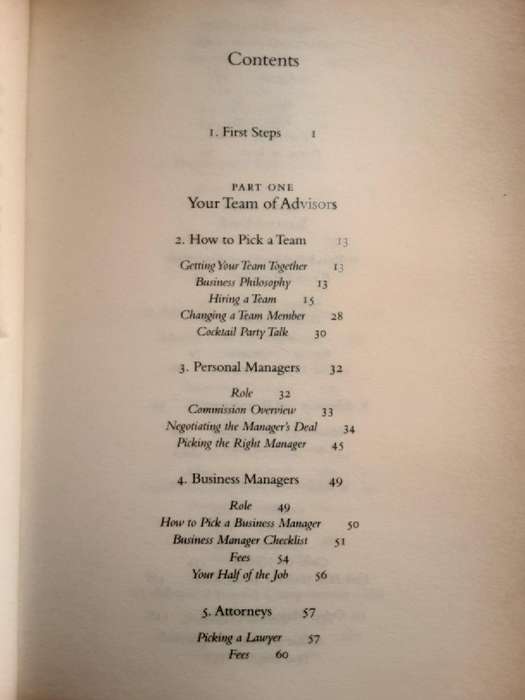 Contents
1. First Steps 1
PART ONE
Your Team of Advisors
2. How to Pick a Team 13
Getting Your Team Together 13
Business Philosophy 13
Hiring a Team 15
Changing a Team Member 28
Cocktail Party Talk 30
3. Personal Managers 32
Role 32
Commission Overview 33
Negotiating the Manager's Deal 34
Picking the Right Manager 45
4. Business Managers 49
Role 49
How to Pick a Business Manager 50
Business Manager Checklist 51
Fees 54
Your Half of the Job 56
5. Attorneys 57
Picking a Lawyer 57
Fees 60